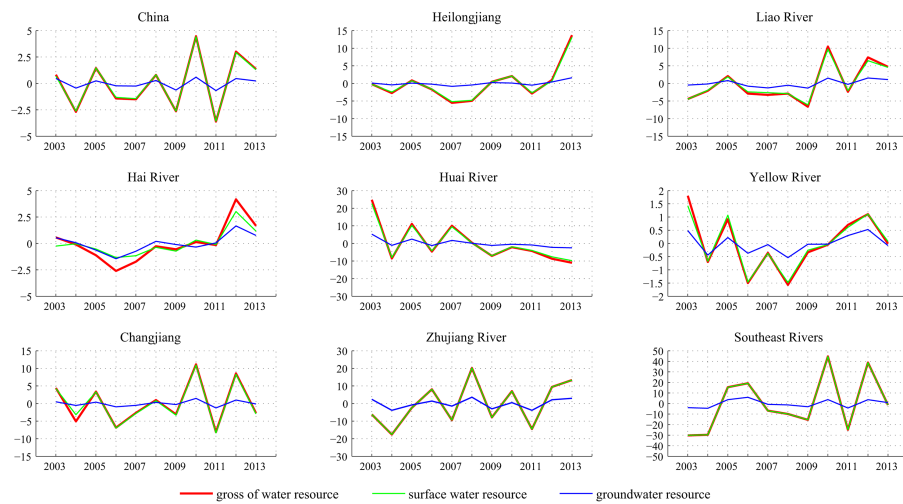 China Heilongjiang Liao River
5 15 15
10 10
2.5
5 5
0 0 0
-5 -5
-2.5
-10 -10
-5 -15 -15
2003 2005 2007 2009 2011 2013 2003 2005 2007 2009 2011 2013 2003 2005 2007 2009 2011 2013
Hai River Huai River Yellow River
5 30 2
20 1.5
2.5 1
10 0.5
0 0 0
-10 -0.5
-2.5 -1
-20 -1.5
-5 -30 -2
2003 2005 2007 2009 2011 2013 2003 2005 2007 2009 2011 2013 2003 2005 2007 2009 2011 2013
Changjiang Zhujiang River Southeast Rivers
15 30 50
40
10 20 30
5 10 20
10
0 0 0
-10
-5 -10 -20
-10 -20 -30
-40
-15 -30 -50
2003 2005 2007 2009 2011 2013 2003 2005 2007 2009 2011 2013 2003 2005 2007 2009 2011 2013
gross of water resource surface water resource groundwater resource